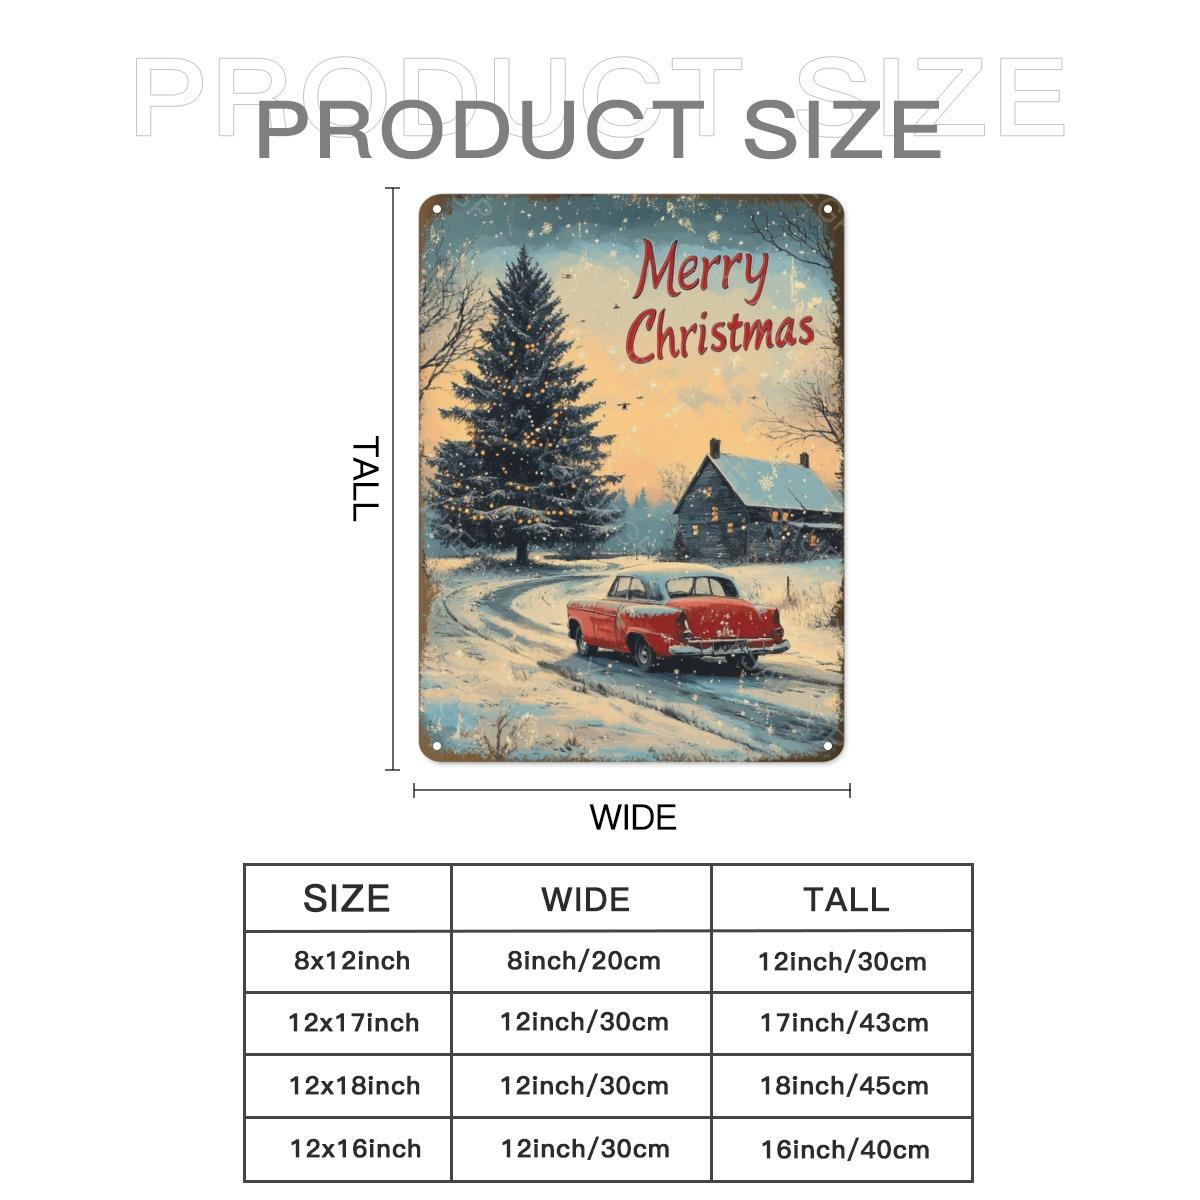 PRODUCT SIZE
PRODUCT SIZE
Merry
Christmas
TALL
WIDE
SIZE WIDE TALL
8x12inch 8inch/20cm 12inch/30cm
12x17inch 12inch/30cm 17inch/43cm
12x18inch 12inch/30cm 18inch/45cm
12x16inch 12inch/30cm 16inch/40cm